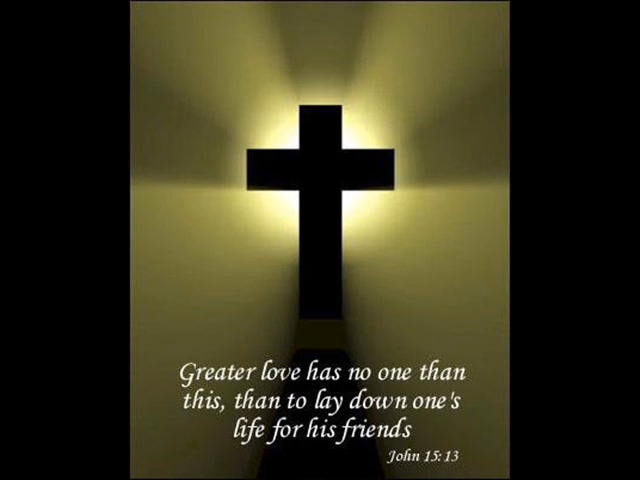 Greater love has no one than
this, than to lay down one's
life for his friends
John 15:13